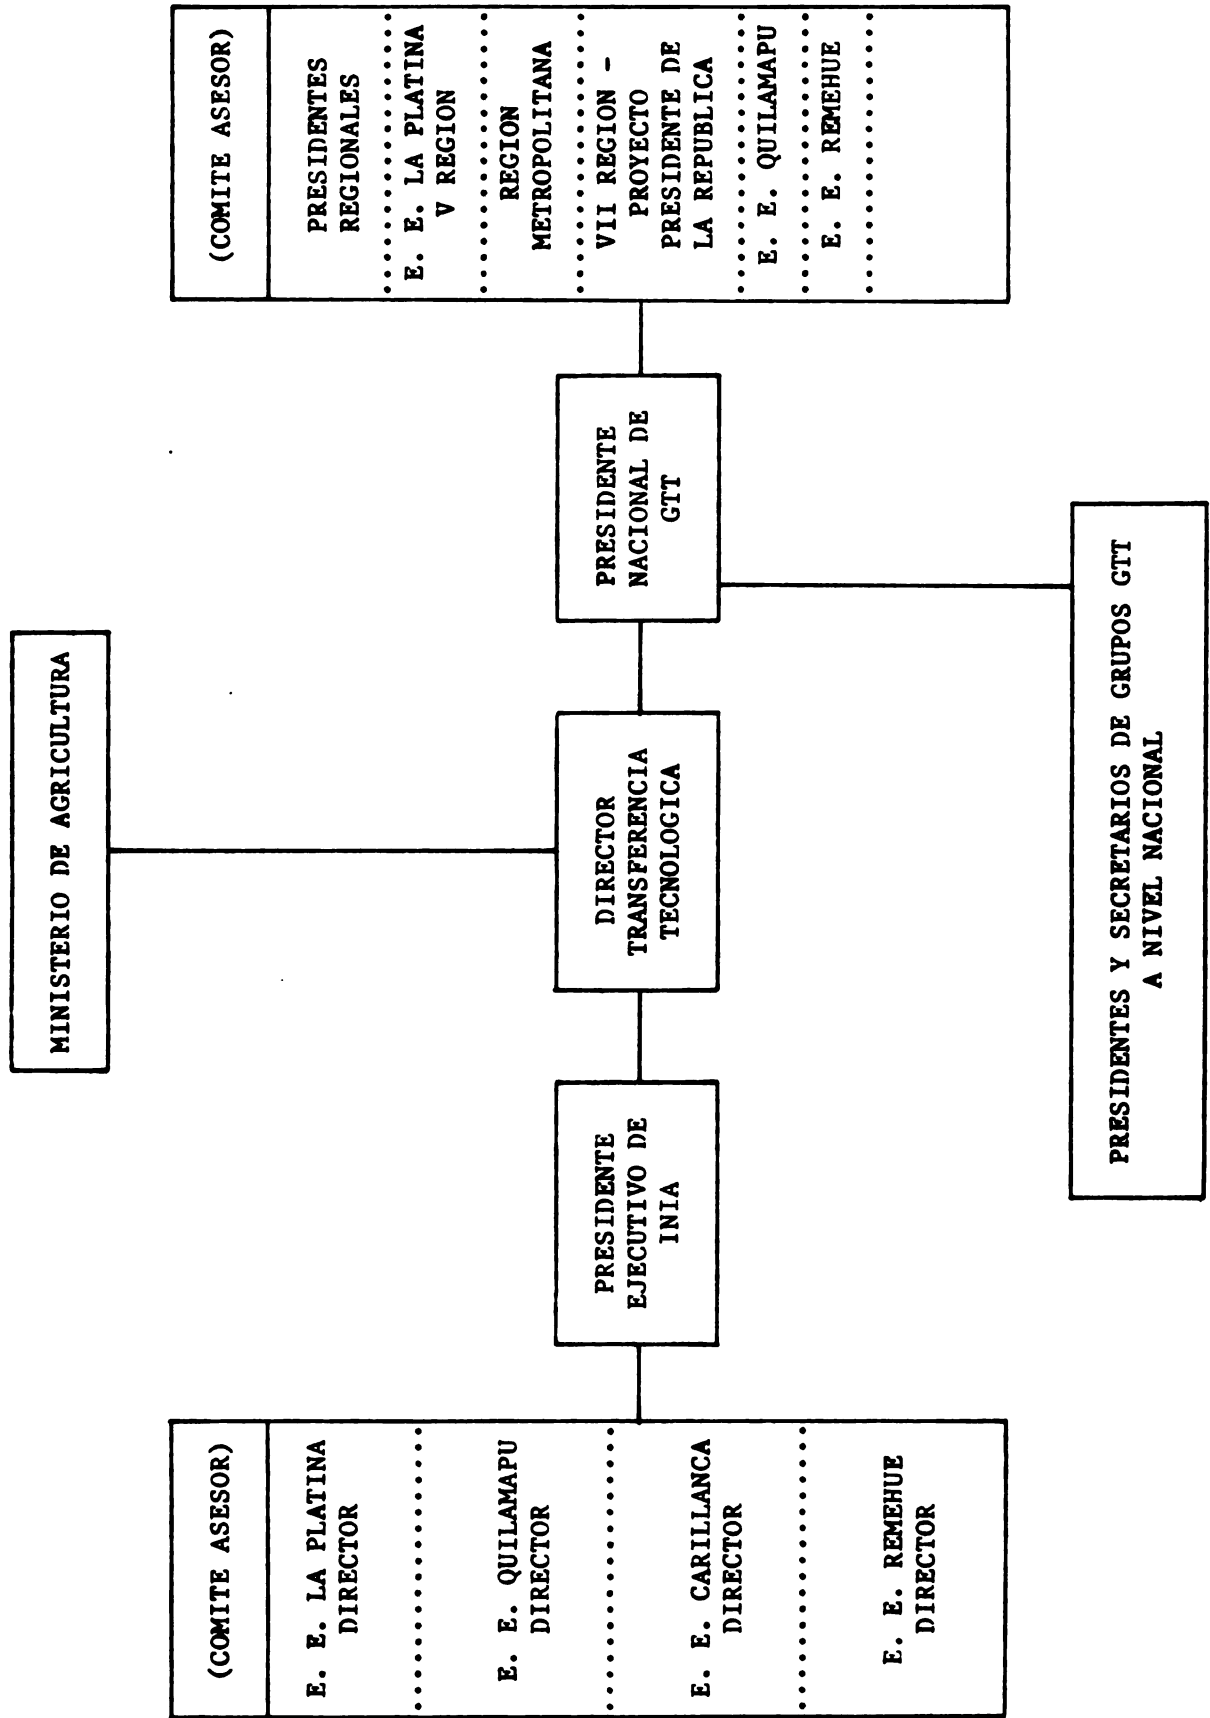 MINISTERIO DE AGRICULTURA
(COMITE ASESOR)
E. E. LA PLATINA
DIRECTOR
E. E. QUILAMAPU
DIRECTOR
E. E. CARILLANCA
DIRECTOR
E. E. REMEHUE
DIRECTOR
PRESIDENTE
EJECUTIVO DE
INIA
DIRECTOR
TRANSFERENCIA
TECNOLOGICA
PRESIDENTE
NACIONAL DE
GTT
(COMITE ASESOR)
PRESIDENTES
REGIONALES
E. E. LA PLATINA
V REGION
REGION
METROPOLITANA
VII REGION -
PROYECTO
PRESIDENTE DE
LA REPUBLICA
E. E. QUILAMAPU
E. E. REMEHUE
PRESIDENTES Y SECRETARIOS DE GRUPOS GTT
A NIVEL NACIONAL